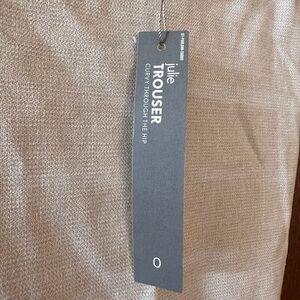 julie
TROUSER
CURVY THROUGH THE HIP
0